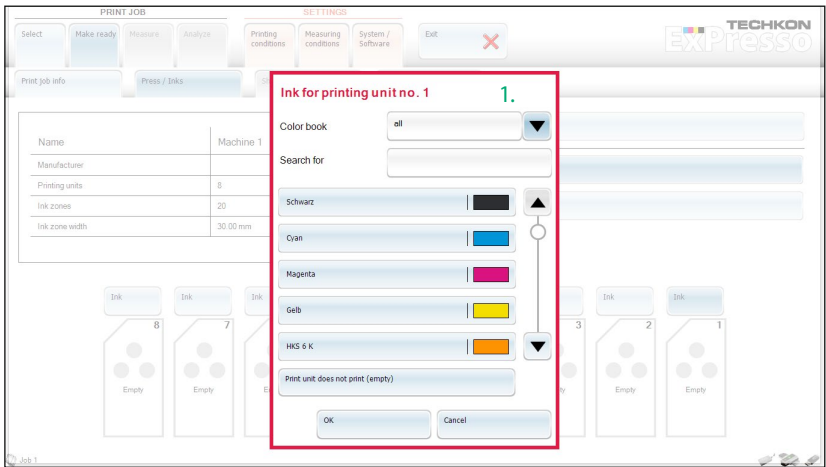 PRINT JOB SETTINGS
Select Make ready Measure Analyze Printing conditions Measuring conditions System / Software Exit
TECHKON
ExPresso
Print job info Press / Inks
Ink for printing unit no. 1 1.
Color book all
Search for
Name Machine 1
Manufacturer
Printing units 8
Ink zones 20
Ink zone width 30.00 mm
Schwarz
Cyan
Magenta
Gelb
HKS 6 K
Print unit does not print (empty)
OK Cancel
Ink Ink Ink Ink Ink
8 7 3 2 1
Empty Empty Empty Empty
Job 1